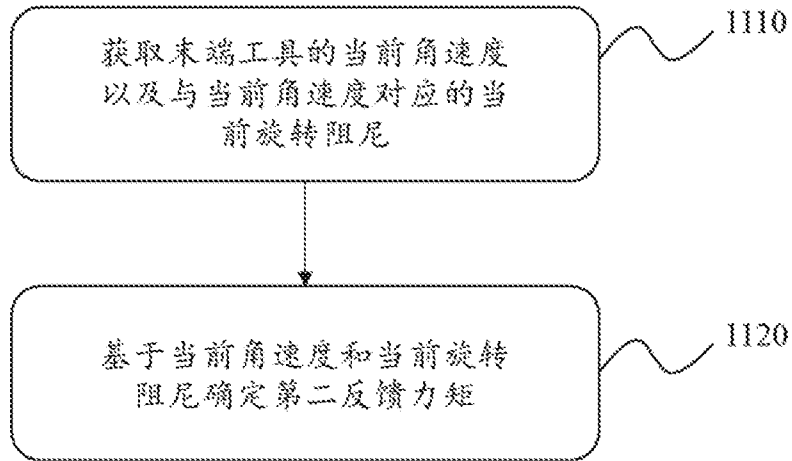 1110
获取末端工具的当前角速度
以及与当前角速度对应的当
前旋转阻尼
1120
基于当前角速度和当前旋转
阻尼确定第二反馈力矩